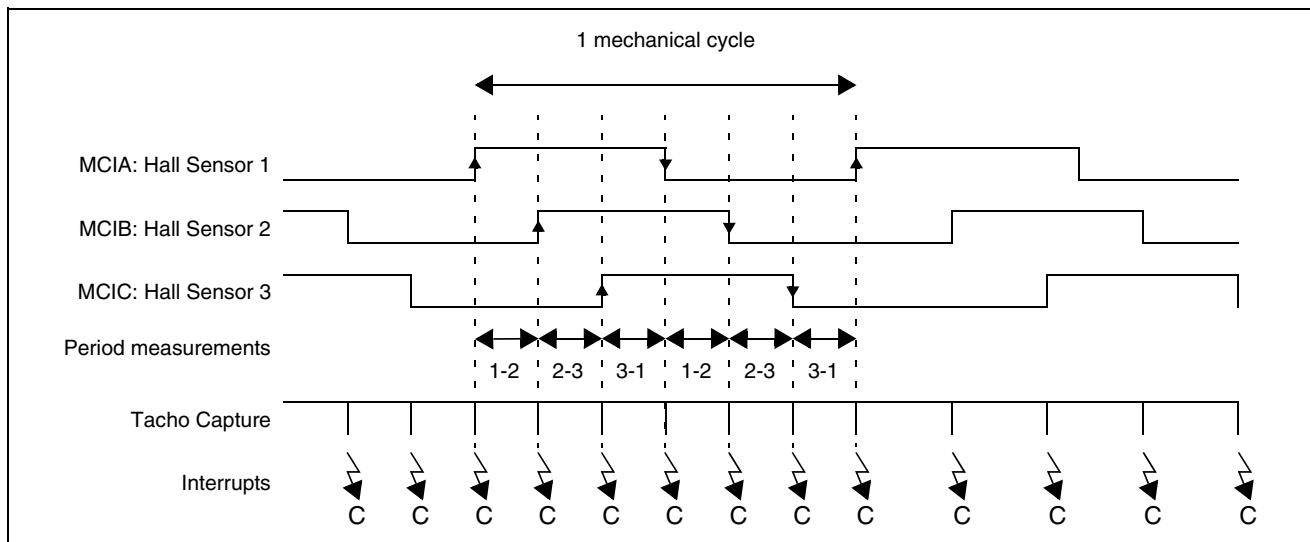 1 mechanical cycle
MCIA: Hall Sensor 1
MCIB: Hall Sensor 2
MCIC: Hall Sensor 3
Period measurements
1-2 2-3 3-1 1-2 2-3 3-1
Tacho Capture
Interrupts
C C C C C C C C C C C C C